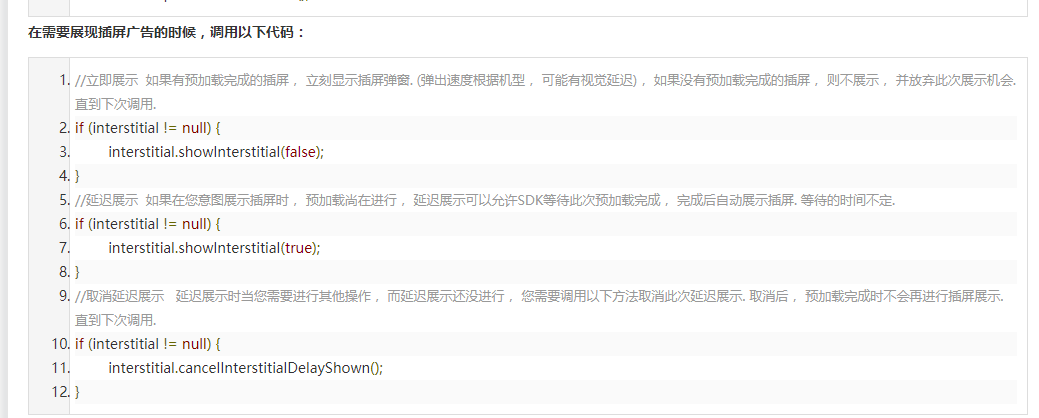 在需要展现插屏广告的时候，调用以下代码：
1. //立即展示 如果有预加载完成的插屏， 立刻显示插屏弹窗. (弹出速度根据机型， 可能有视觉延迟)， 如果没有预加载完成的插屏， 则不展示， 并放弃此次展示机会.
直到下次调用.
2. if (interstitial != null) {
3. interstitial.showInterstitial(false);
4. }
5. //延迟展示 如果在您意图展示插屏时， 预加载尚在进行， 延迟展示可以允许SDK等待此次预加载完成， 完成后自动展示插屏. 等待的时间不定.
6. if (interstitial != null) {
7. interstitial.showInterstitial(true);
8. }
9. //取消延迟展示 延迟展示时当您需要进行其他操作， 而延迟展示还没进行， 您需要调用以下方法取消此次延迟展示. 取消后， 预加载完成时不会再进行插屏展示.
直到下次调用.
10. if (interstitial != null) {
11. interstitial.cancelInterstitialDelayShown();
12. }